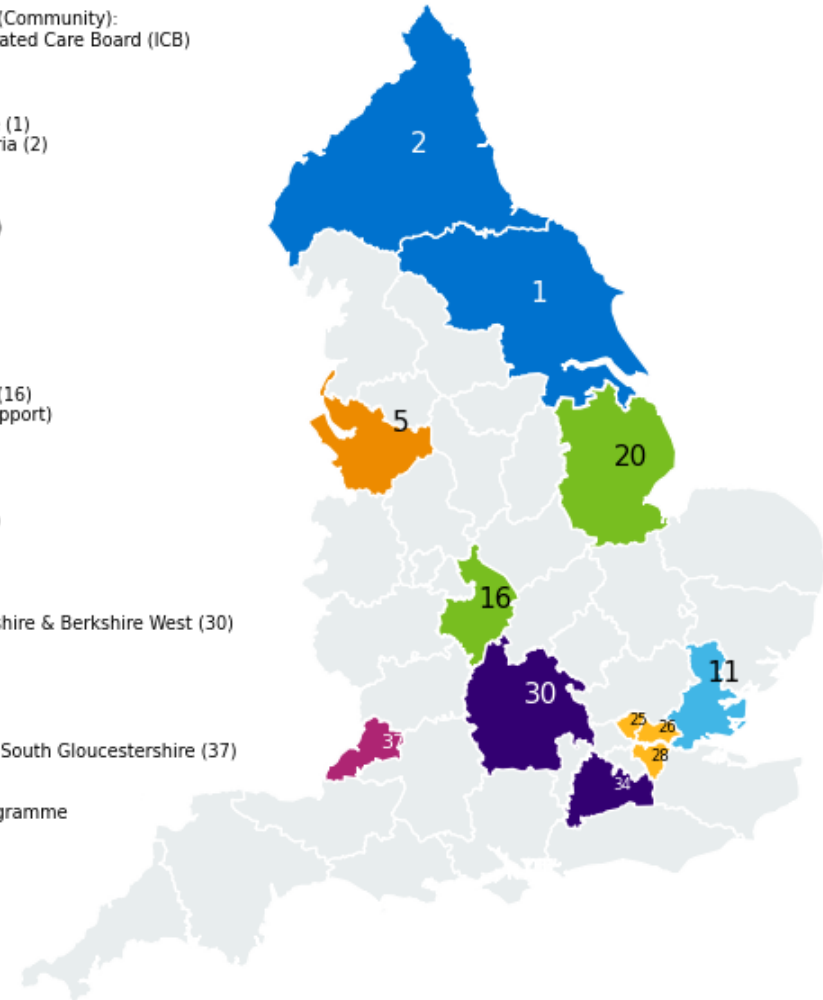 (Community):
ated Care Board (ICB)
(1)
ria (2)
)
(16)
pport)
)
shire & Berkshire West (30)
South Gloucestershire (37)
gramme
2
1
5
20
16
11
30
25
26
28
37
34